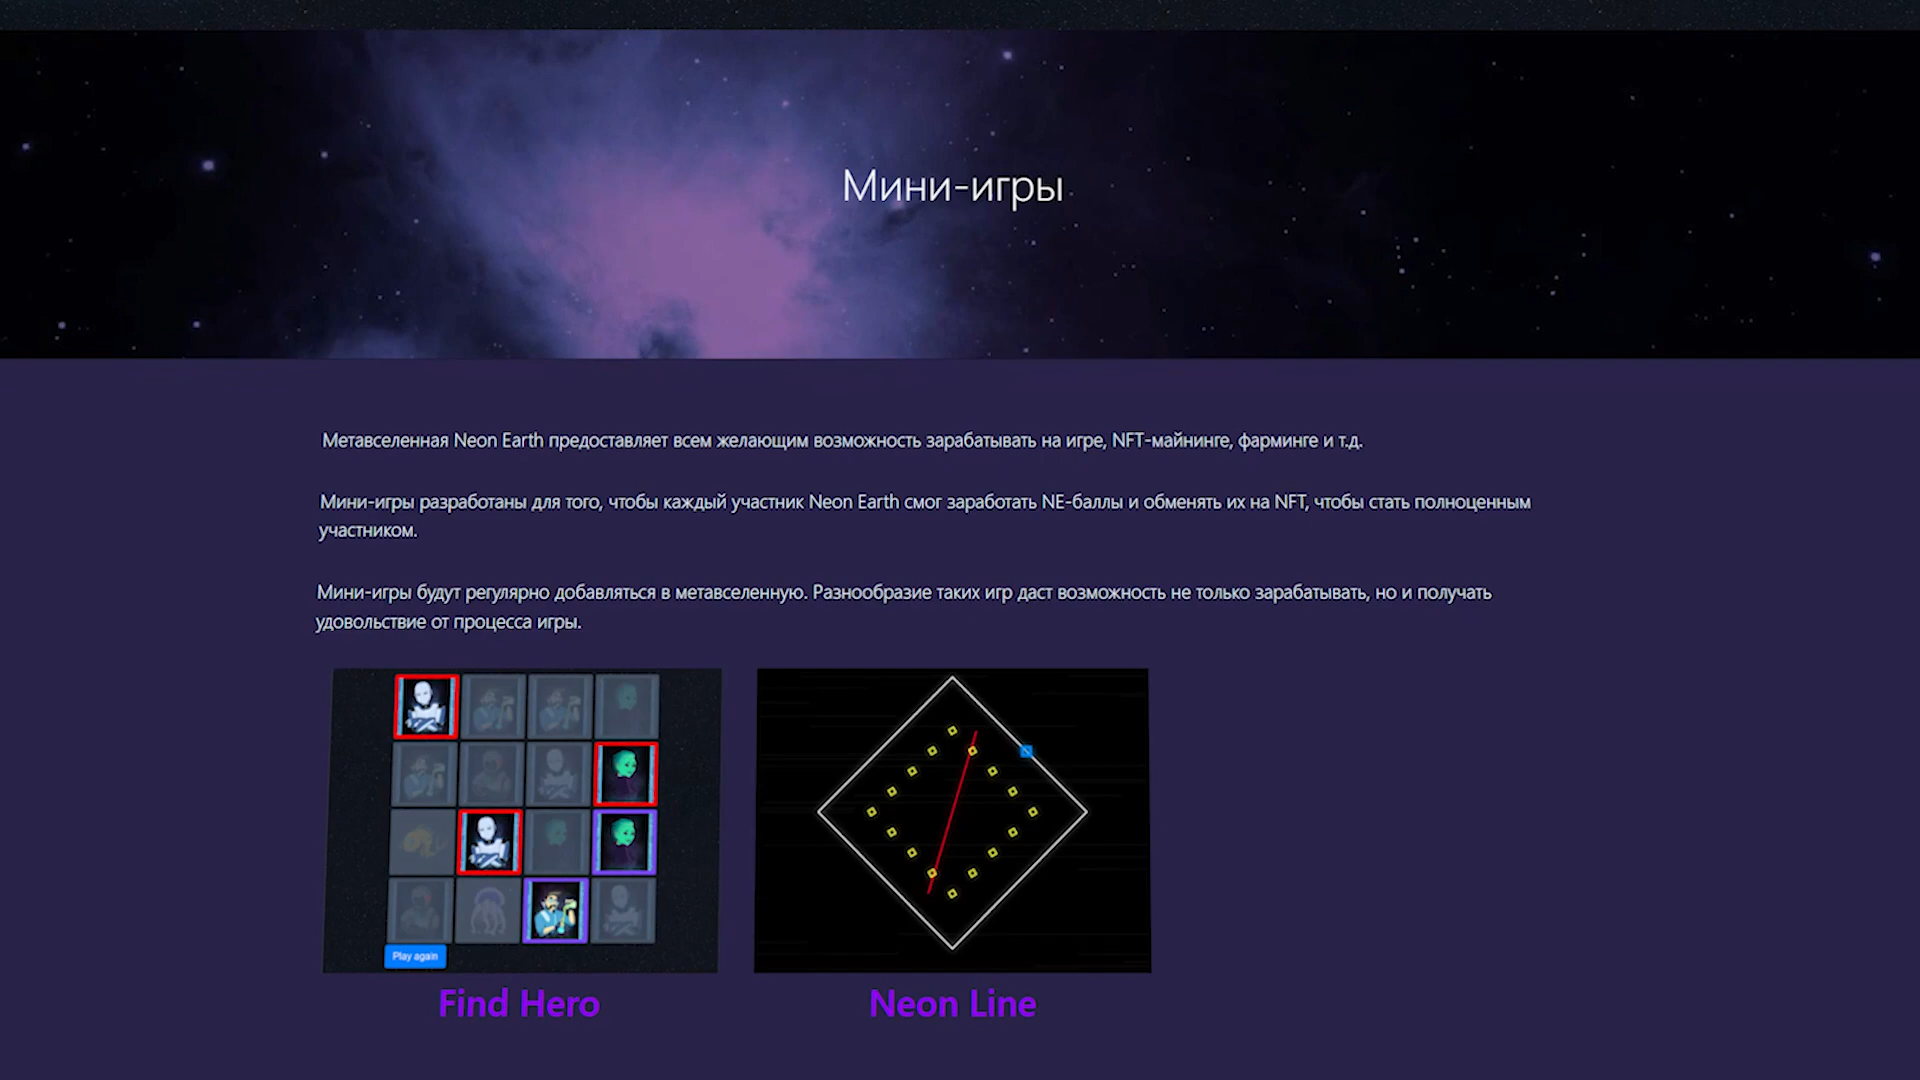 Мини-игры
Метавселенная Neon Earth предоставляет всем желающим возможность зарабатывать на игре, NFT-майнинге, фарминге и т.д.
Мини-игры разработаны для того, чтобы каждый участник Neon Earth смог заработать NE-баллы и обменять их на NFT, чтобы стать полноценным
участником.
Мини-игры будут регулярно добавляться в метавселенную. Разнообразие таких игр даст возможность не только зарабатывать, но и получать
удовольствие от процесса игры.
Play again
Find Hero
Neon Line